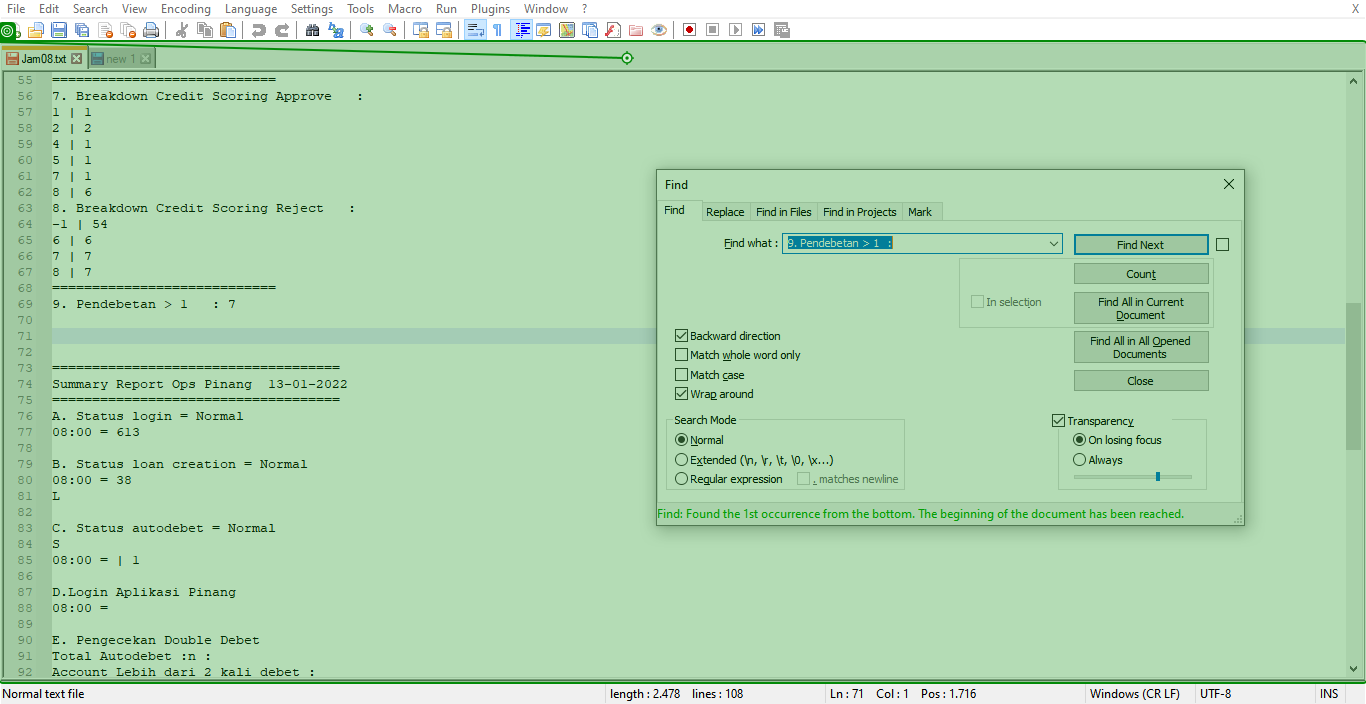 File Edit Search View Encoding Language Settings Tools Macro Run Plugins Window ? X
Jam08.txt new 1
55 ============================
56 7. Breakdown Credit Scoring Approve   :
57 1 | 1
58 2 | 2
59 4 | 1
60 5 | 1
61 7 | 1
62 8 | 6
63 8. Breakdown Credit Scoring Reject   :
64 -1 | 54
65 6 | 6
66 7 | 7
67 8 | 7
68 ============================
69 9. Pendebetan > 1   : 7
70
71
72
73 ====================================
74 Summary Report Ops Pinang  13-01-2022
75 ====================================
76 A. Status login = Normal
77 08:00 = 613
78
79 B. Status loan creation = Normal
80 08:00 = 38
81 L
82
83 C. Status autodebet = Normal
84 S
85 08:00 = | 1
86
87 D.Login Aplikasi Pinang
88 08:00 =
89
90 E. Pengecekan Double Debet
91 Total Autodebet :n :
92 Account Lebih dari 2 kali debet :
Find
Find Replace Find in Files Find in Projects Mark
Find what : 9. Pendebetan > 1  : Find Next
Count
In selection
Find All in Current
Document
Find All in All Opened
Documents
Close
Backward direction
Match whole word only
Match case
Wrap around
Search Mode
Normal
Extended (\n, \r, \t, \0, \x...)
Regular expression . matches newline
Transparency
On losing focus
Always
Find: Found the 1st occurrence from the bottom. The beginning of the document has been reached.
Normal text file length : 2.478 lines : 108 Ln : 71 Col : 1 Pos : 1.716 Windows (CR LF) UTF-8 INS